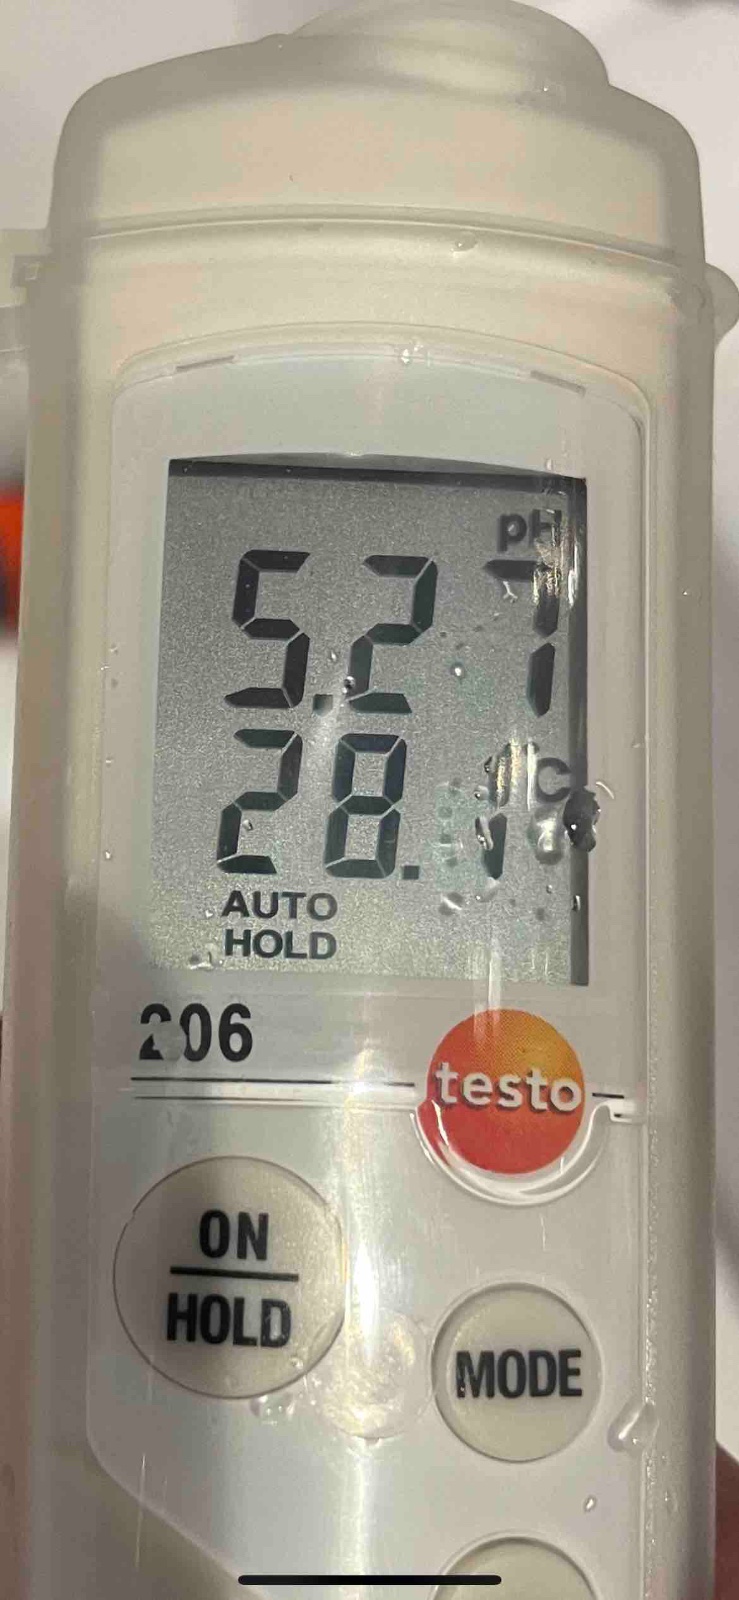 pH
5.27
28.1 °C
AUTO
HOLD
206
testo
ON
HOLD
MODE